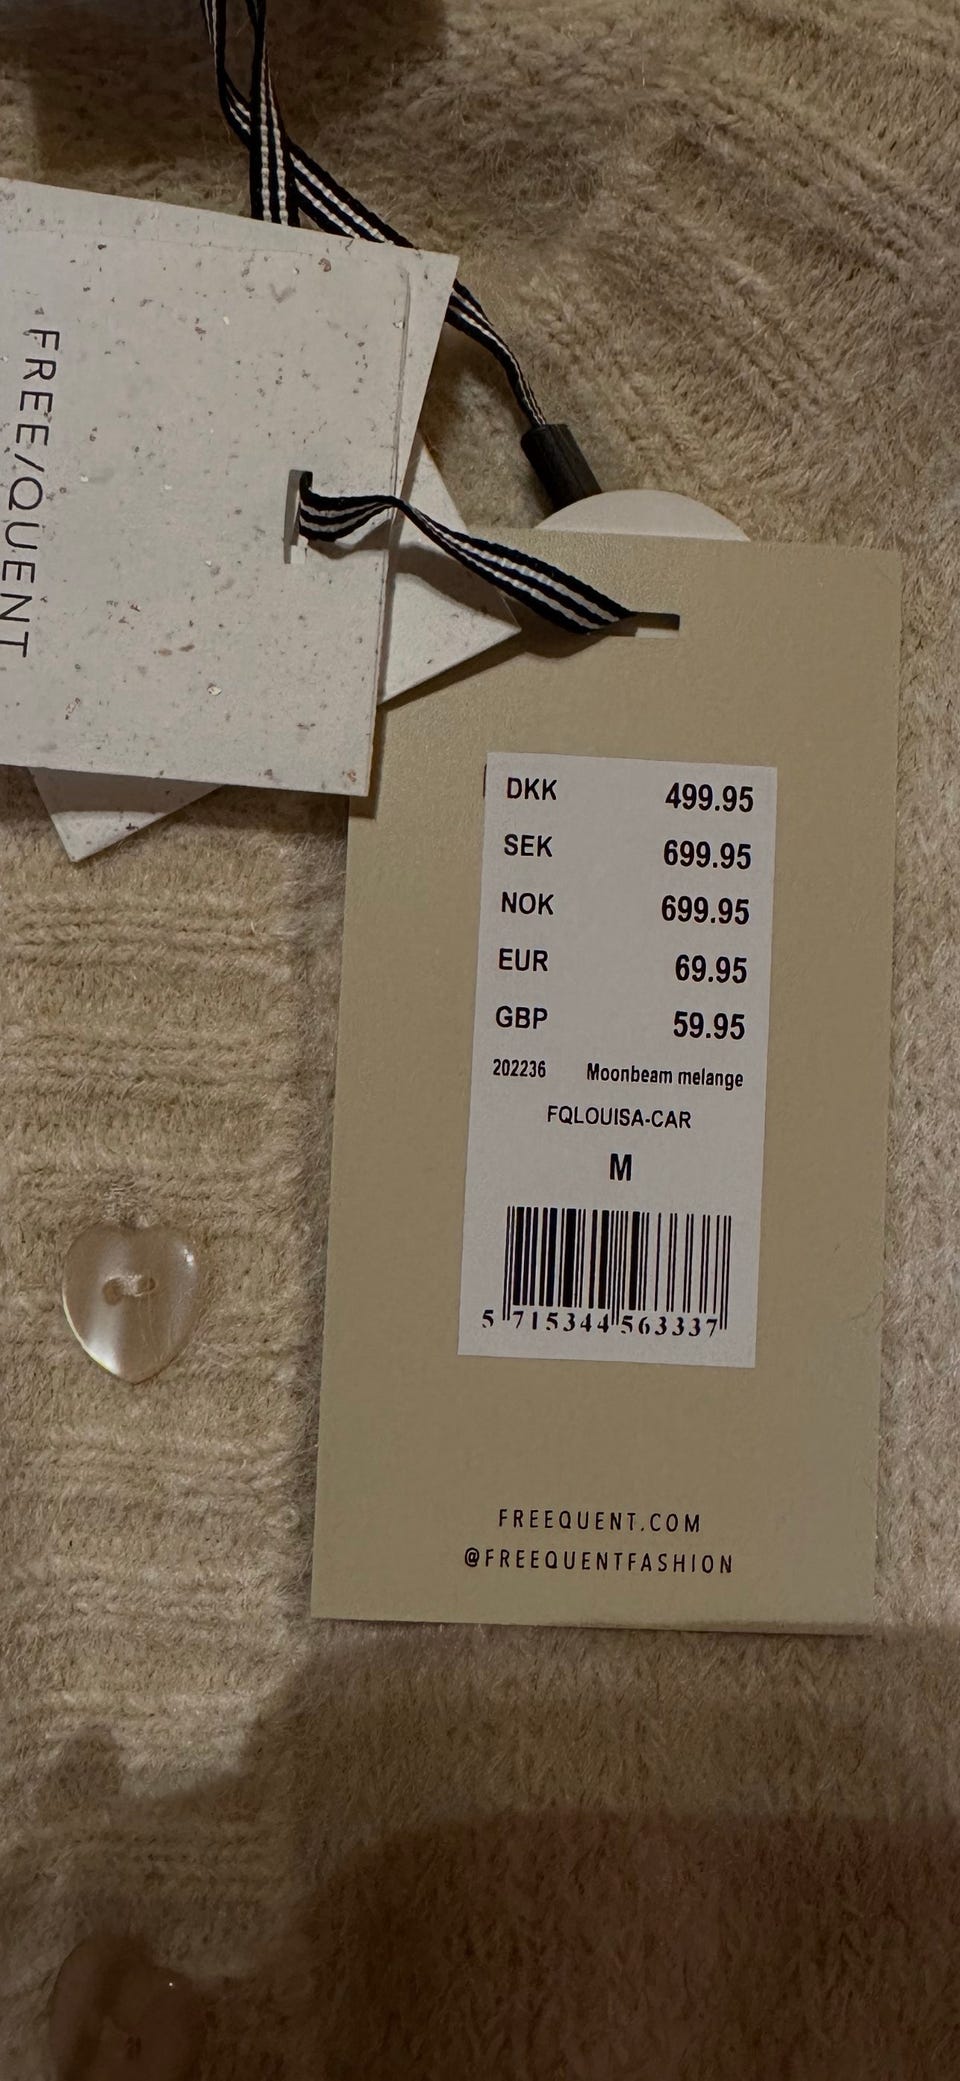 FREE/QUENT
DKK 499.95
SEK 699.95
NOK 699.95
EUR 69.95
GBP 59.95
202236 Moonbeam melange
FQLOUISA-CAR
M
5 715344 563337
FREEQUENT.COM
@FREEQUENTFASHION